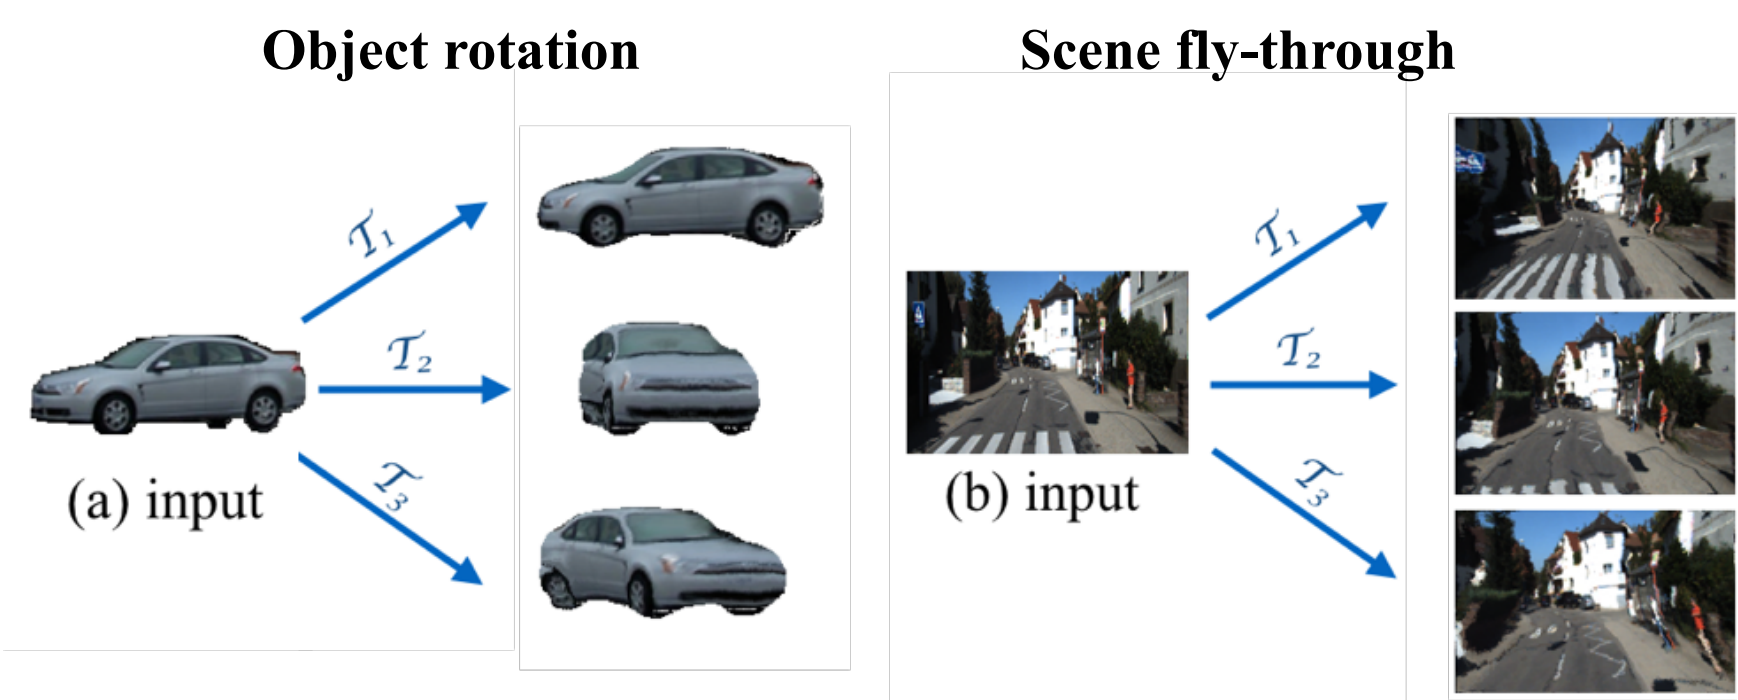 Object rotation
Scene fly-through
𝒯1
𝒯2
𝒯3
(a) input
𝒯1
𝒯2
𝒯3
(b) input